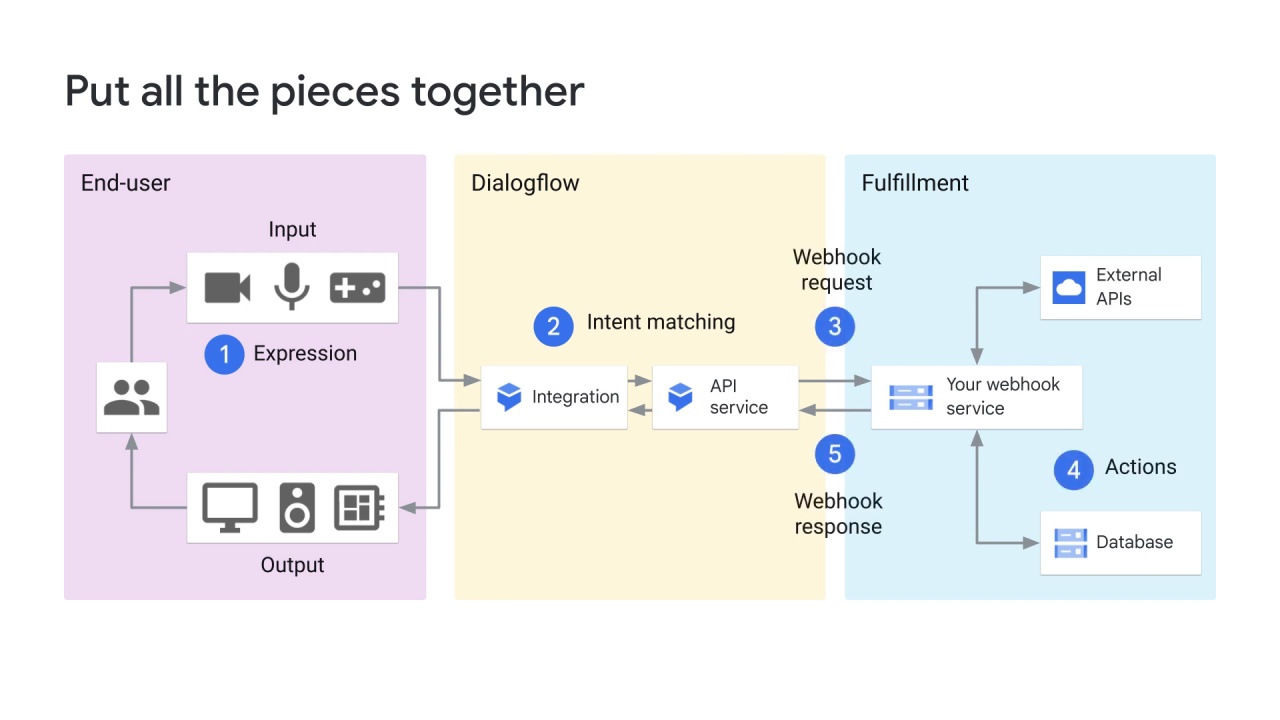 Put all the pieces together
End-user
Input
1 Expression
Output
Dialogflow
2 Intent matching
Integration
API
service
Webhook
request
3
5
Webhook
response
Fulfillment
External
APIs
Your webhook
service
4 Actions
Database